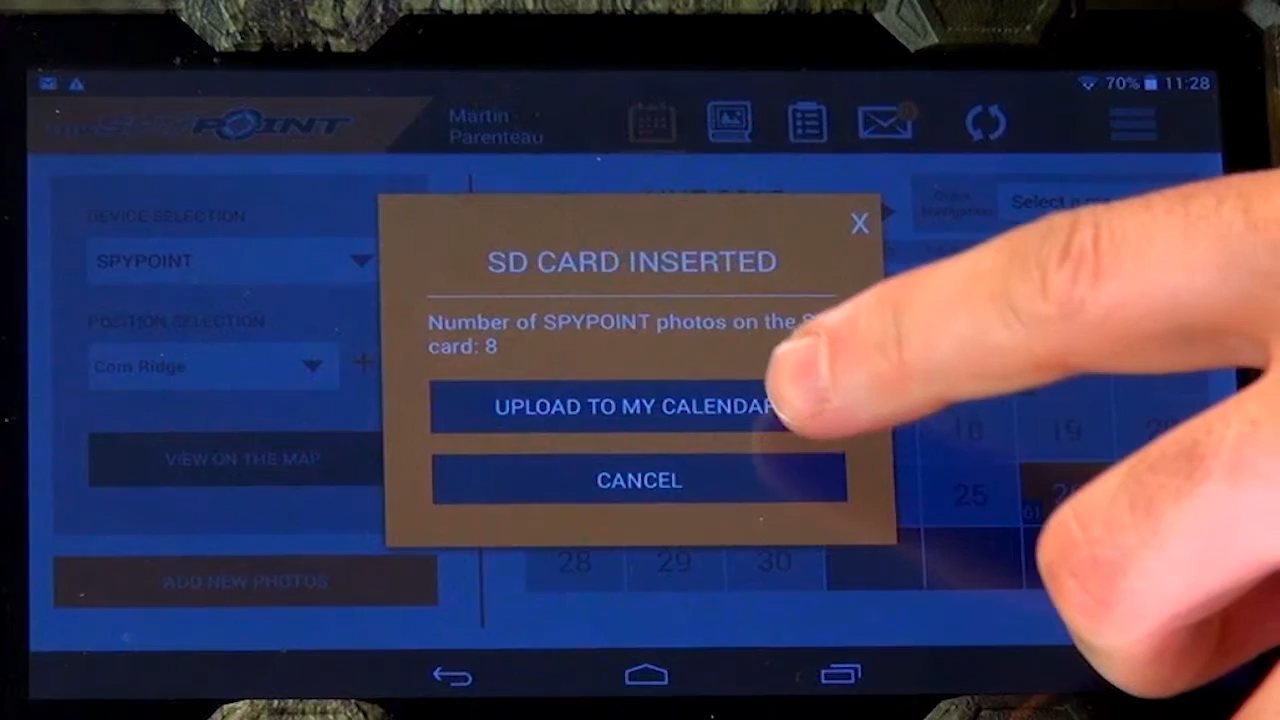 70% 11:28
SPYPOINT
Martin
Parenteau
DEVICE SELECTION
SPYPOINT
POSITION SELECTION
Corn Ridge
+
VIEW ON THE MAP
ADD NEW PHOTOS
X
SD CARD INSERTED
Number of SPYPOINT photos on the
card: 8
UPLOAD TO MY CALENDAR
CANCEL
Navigation
Select a
18 19
25
28 29 30